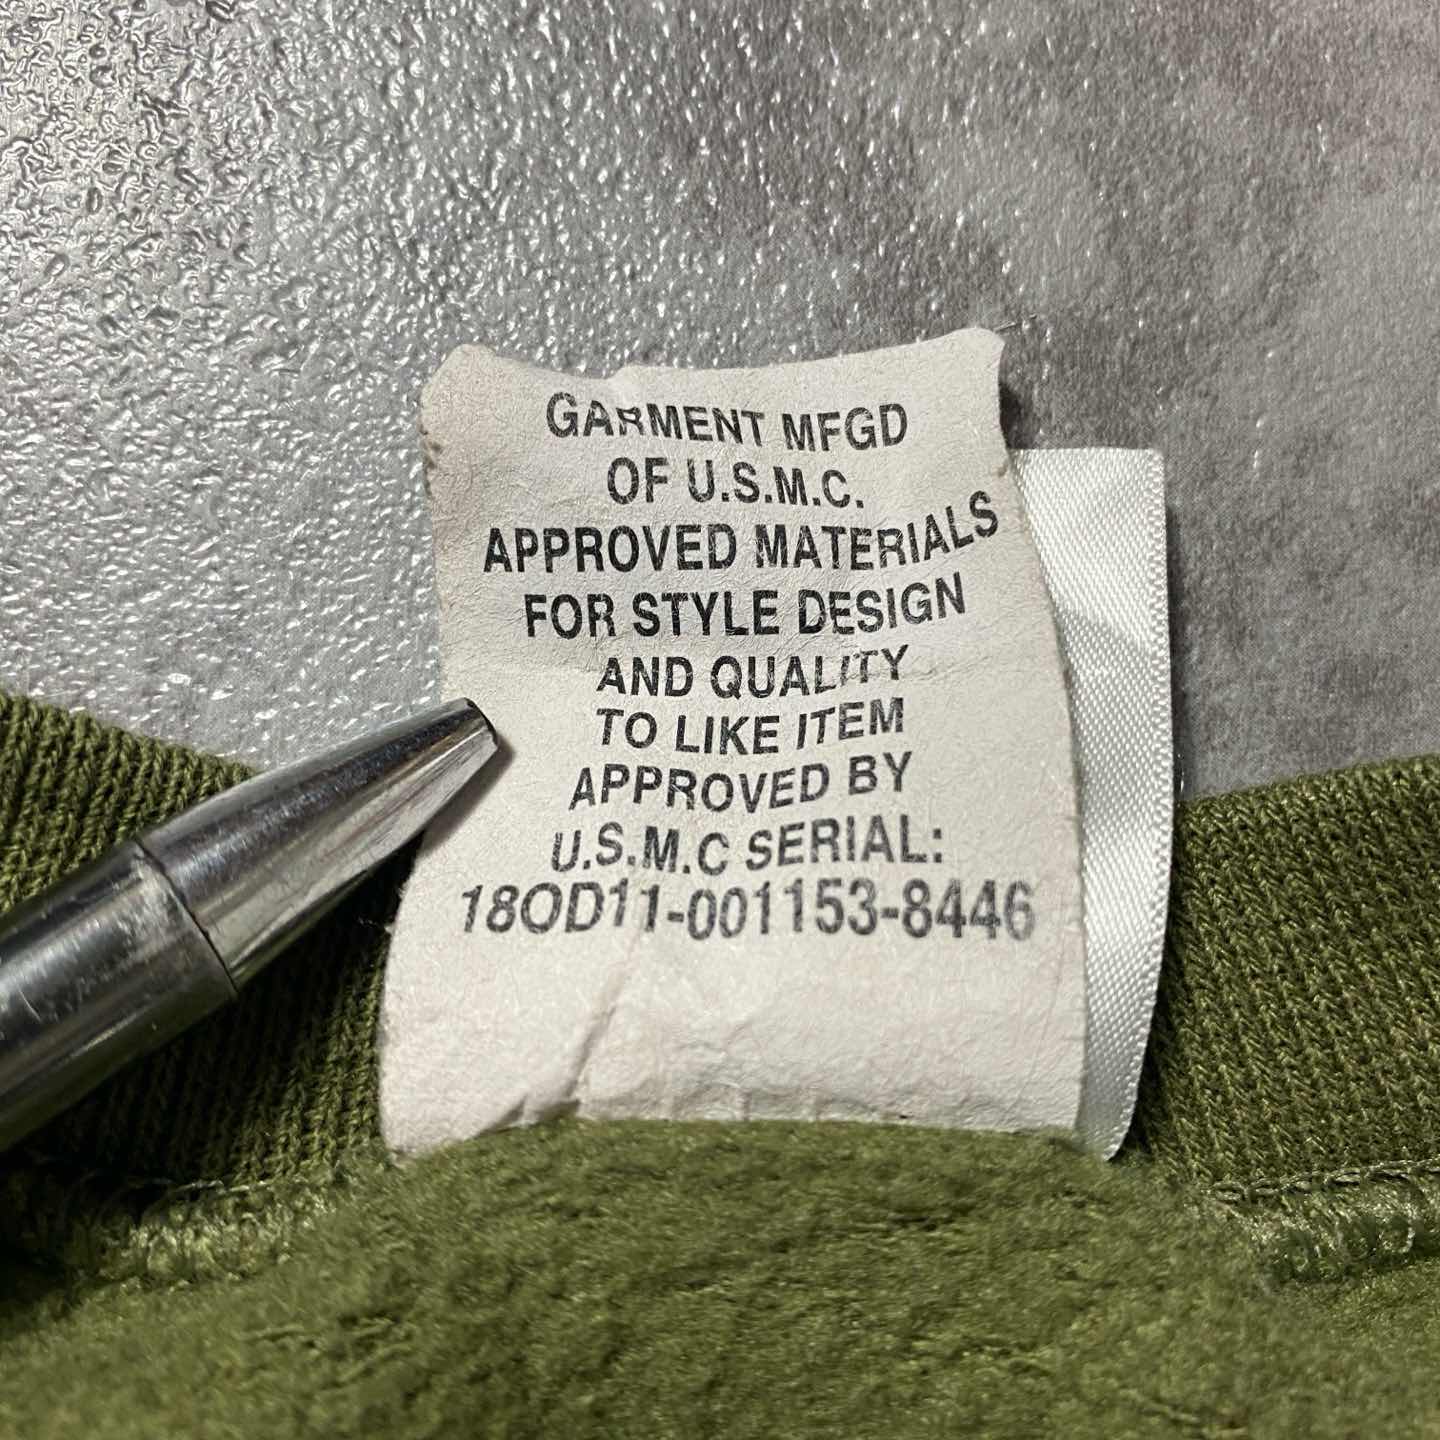 GARMENT MFGD
OF U.S.M.C.
APPROVED MATERIALS
FOR STYLE DESIGN
AND QUALITY
TO LIKE ITEM
APPROVED BY
U.S.M.C SERIAL:
18OD11-001153-8446